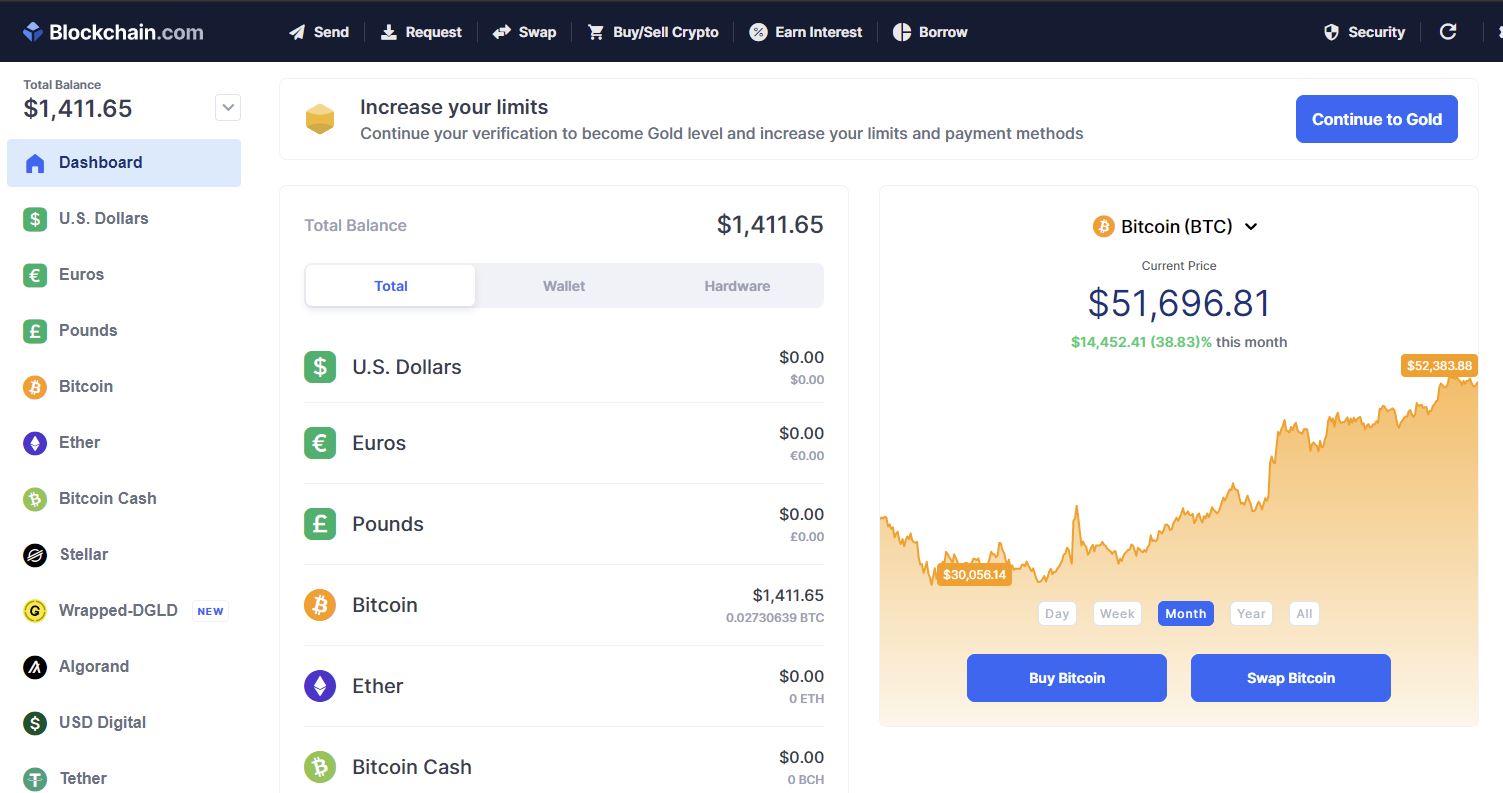 Blockchain.com
Send
Request
Swap
Buy/Sell Crypto
Earn Interest
Borrow
Security
Total Balance
$1,411.65
Dashboard
U.S. Dollars
Euros
Pounds
Bitcoin
Ether
Bitcoin Cash
Stellar
Wrapped-DGLD NEW
Algorand
USD Digital
Tether
Increase your limits
Continue your verification to become Gold level and increase your limits and payment methods
Continue to Gold
Total Balance $1,411.65
Total Wallet Hardware
U.S. Dollars $0.00
$0.00
Euros $0.00
€0.00
Pounds $0.00
£0.00
Bitcoin $1,411.65
0.02730639 BTC
Ether $0.00
0 ETH
Bitcoin Cash $0.00
0 BCH
Bitcoin (BTC)
Current Price
$51,696.81
$14,452.41 (38.83)% this month
$52,383.88
$30,056.14
Day Week Month Year All
Buy Bitcoin
Swap Bitcoin